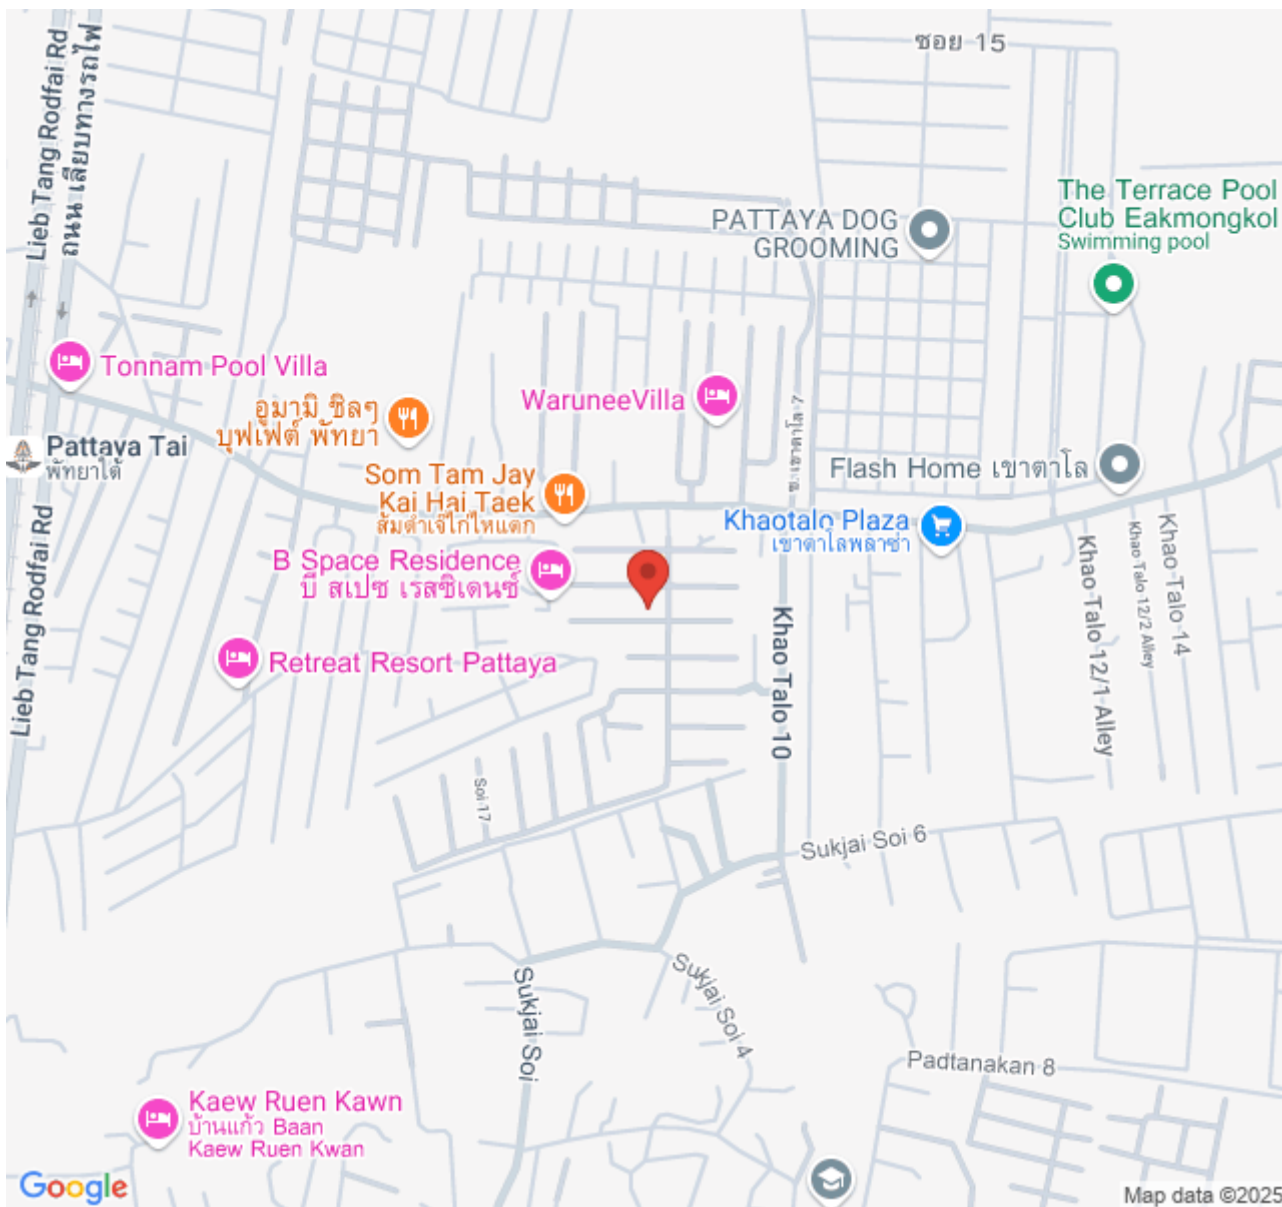 ซอย 15
Lieb Tang Rodfai Rd
ถนน เลียบทางรถไฟ
The Terrace Pool
Club Eakmongkol
Swimming pool
PATTAYA DOG
GROOMING
Tonnam Pool Villa
อูมามิ ชิลๆ
บุฟเฟ่ต์ พัทยา
WaruneeVilla
Pattaya Tai
พัทยาใต้
Som Tam Jay
Kai Hai Taek
ส้มตำเจ๊ไก่ไหแตก
Flash Home เขาตาโล
Khaotalo Plaza
เขาตาโลพลาซ่า
B Space Residence
บี สเปซ เรสซิเดนซ์
Retreat Resort Pattaya
Lieb Tang Rodfai Rd
Khao Talo 10
Khao Talo 12/1 Alley
Khao Talo 12/2 Alley
Khao Talo 14
Soi 17
Sukjai Soi 6
Sukjai Soi
Sukjai Soi 4
Padtanakan 8
Kaew Ruen Kawn
บ้านแก้ว Baan
Kaew Ruen Kwan
Google
Map data ©2025